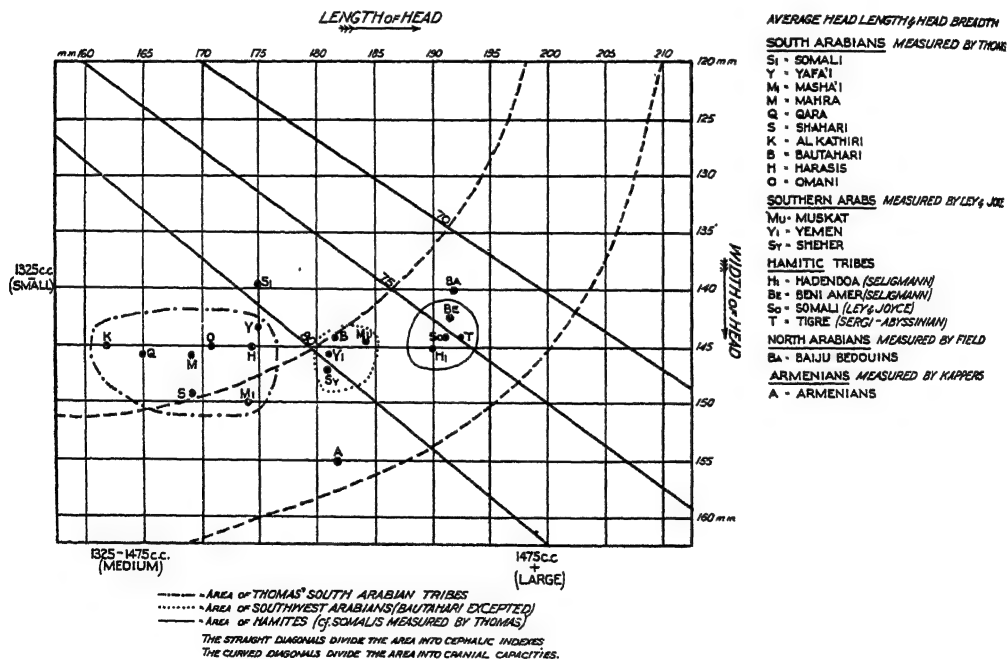 LENGTH OF HEAD
mm 160 165 170 175 180 185 190 195 200 205 210
120 mm
125
130
135
140
145
150
155
160 mm
WIDTH OF HEAD
1325 c.c.
(SMALL)
1325-1475 c.c.
(MEDIUM)
1475 c.c.
+
(LARGE)
70
75
80
S1
BA
BE
Y
B
MU
SO
T
K
Q
M
O
H
Y1
H1
SY
S
M1
A
AREA OF THOMAS' SOUTH ARABIAN TRIBES
AREA OF SOUTHWEST ARABIANS (BAUTAHARI EXCEPTED)
AREA OF HAMITES (Cf. SOMALIS MEASURED BY THOMAS)
THE STRAIGHT DIAGONALS DIVIDE THE AREA INTO CEPHALIC INDEXES
THE CURVED DIAGONALS DIVIDE THE AREA INTO CRANIAL CAPACITIES.
AVERAGE HEAD LENGTH & HEAD BREADTH
SOUTH ARABIANS MEASURED BY THOMS
S1 = SOMALI
Y = YAFA'I
M1 = MASHA'I
M = MAHRA
Q = QARA
S = SHAHARI
K = AL KATHIRI
B = BAUTAHARI
H = HARASIS
O = OMANI
SOUTHERN ARABS MEASURED BY LEY & JOE
MU = MUSKAT
Y1 = YEMEN
SY = SHEHER
HAMITIC TRIBES
H1 = HADENDOA (SELIGMANN)
BE = BENI AMER (SELIGMANN)
SO = SOMALI (LEY & JOYCE)
T = TIGRE (SERGI-ABYSSINIAN)
NORTH ARABIANS MEASURED BY FIELD
BA = BAIJU BEDOUINS
ARMENIANS MEASURED BY KAPPERS
A = ARMENIANS